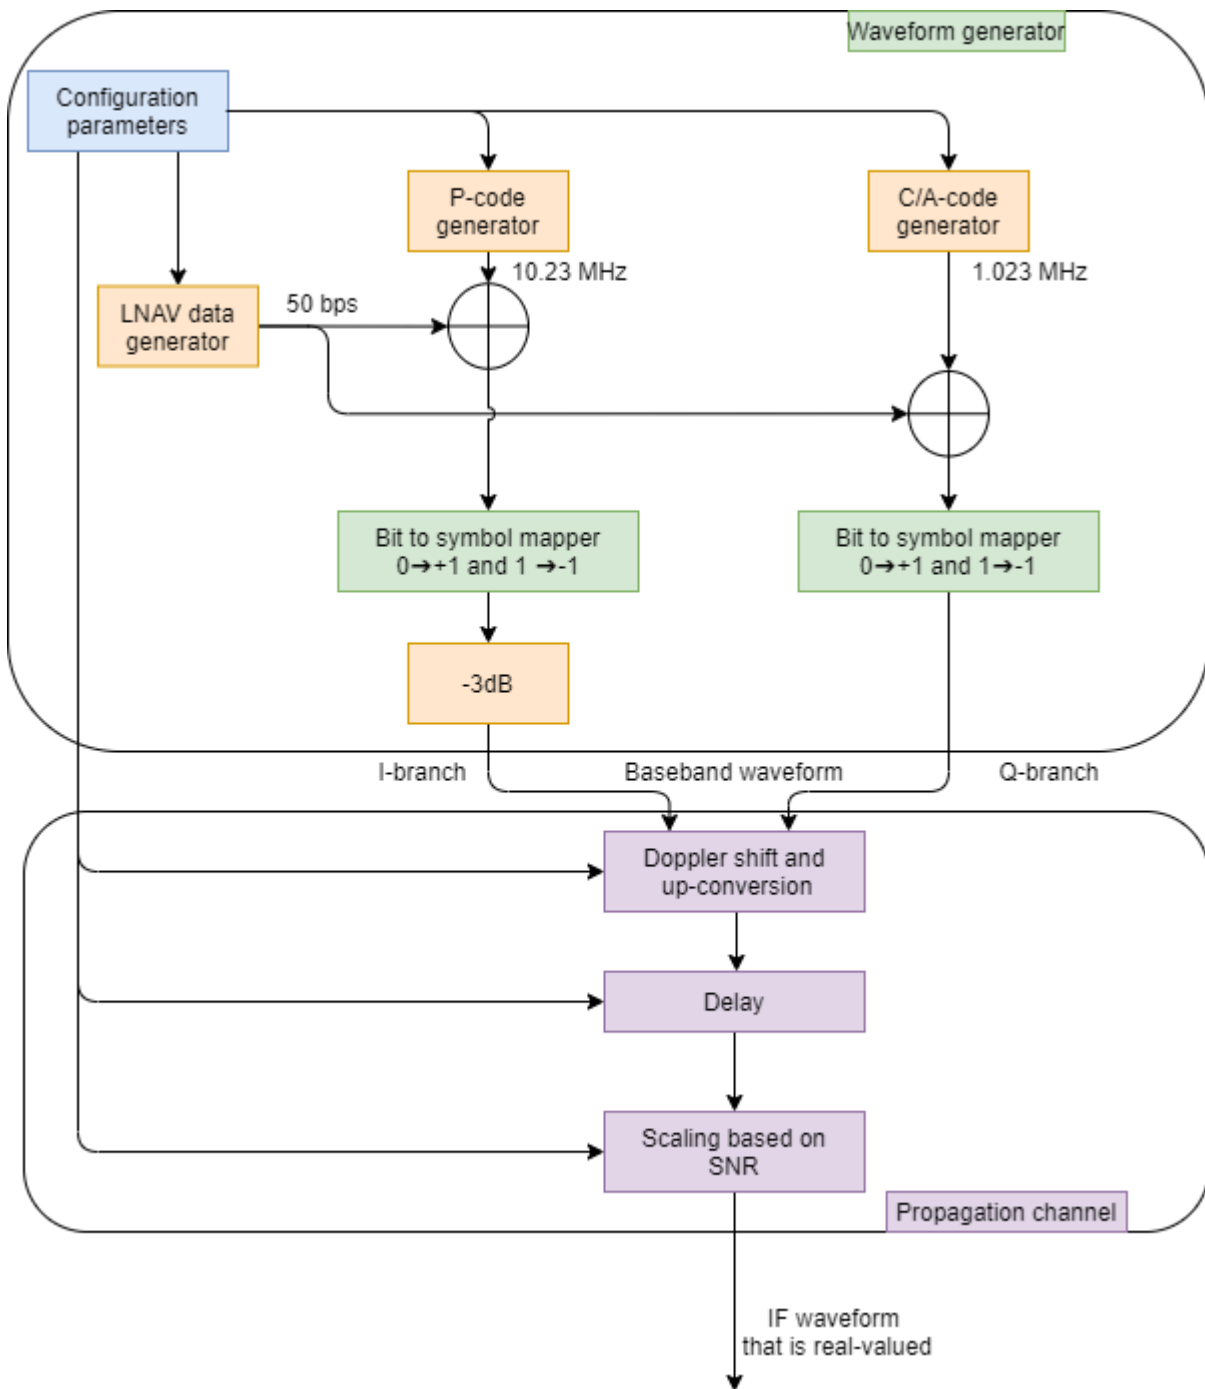 Waveform generator
Configuration
parameters
P-code
generator
C/A-code
generator
10.23 MHz
1.023 MHz
50 bps
LNAV data
generator
Bit to symbol mapper
0➔+1 and 1 ➔-1
Bit to symbol mapper
0➔+1 and 1➔-1
-3dB
I-branch
Baseband waveform
Q-branch
Doppler shift and
up-conversion
Delay
Scaling based on
SNR
Propagation channel
IF waveform
that is real-valued